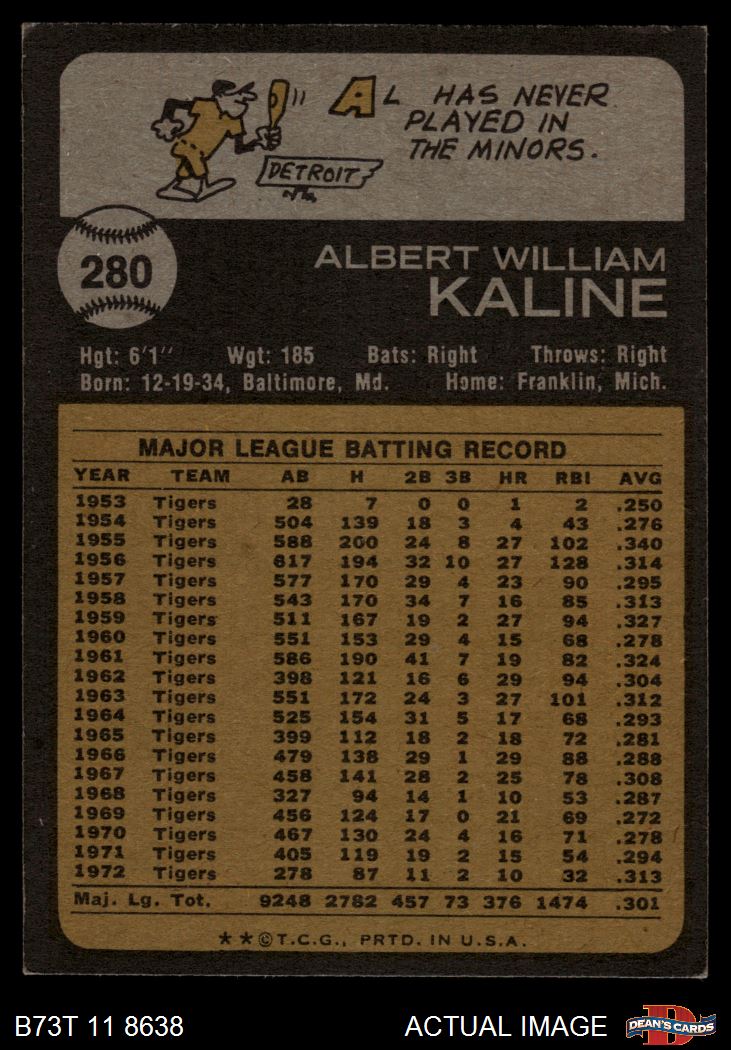 AL HAS NEVER
PLAYED IN
THE MINORS.
DETROIT
280
ALBERT WILLIAM
KALINE
Hgt: 6'1'' Wgt: 185 Bats: Right Throws: Right
Born: 12-19-34, Baltimore, Md. Home: Franklin, Mich.
MAJOR LEAGUE BATTING RECORD
YEAR TEAM AB H 2B 3B HR RBI AVG
1953 Tigers 28 7 0 0 1 2 .250
1954 Tigers 504 139 18 3 4 43 .276
1955 Tigers 588 200 24 8 27 102 .340
1956 Tigers 617 194 32 10 27 128 .314
1957 Tigers 577 170 29 4 23 90 .295
1958 Tigers 543 170 34 7 16 85 .313
1959 Tigers 511 167 19 2 27 94 .327
1960 Tigers 551 153 29 4 15 68 .278
1961 Tigers 586 190 41 7 19 82 .324
1962 Tigers 398 121 16 6 29 94 .304
1963 Tigers 551 172 24 3 27 101 .312
1964 Tigers 525 154 31 5 17 68 .293
1965 Tigers 399 112 18 2 18 72 .281
1966 Tigers 479 138 29 1 29 88 .288
1967 Tigers 458 141 28 2 25 78 .308
1968 Tigers 327 94 14 1 10 53 .287
1969 Tigers 456 124 17 0 21 69 .272
1970 Tigers 467 130 24 4 16 71 .278
1971 Tigers 405 119 19 2 15 54 .294
1972 Tigers 278 87 11 2 10 32 .313
Maj. Lg. Tot. 9248 2782 457 73 376 1474 .301
**©T.C.G., PRTD. IN U.S.A.
B73T 11 8638 ACTUAL IMAGE DEAN'S CARDS